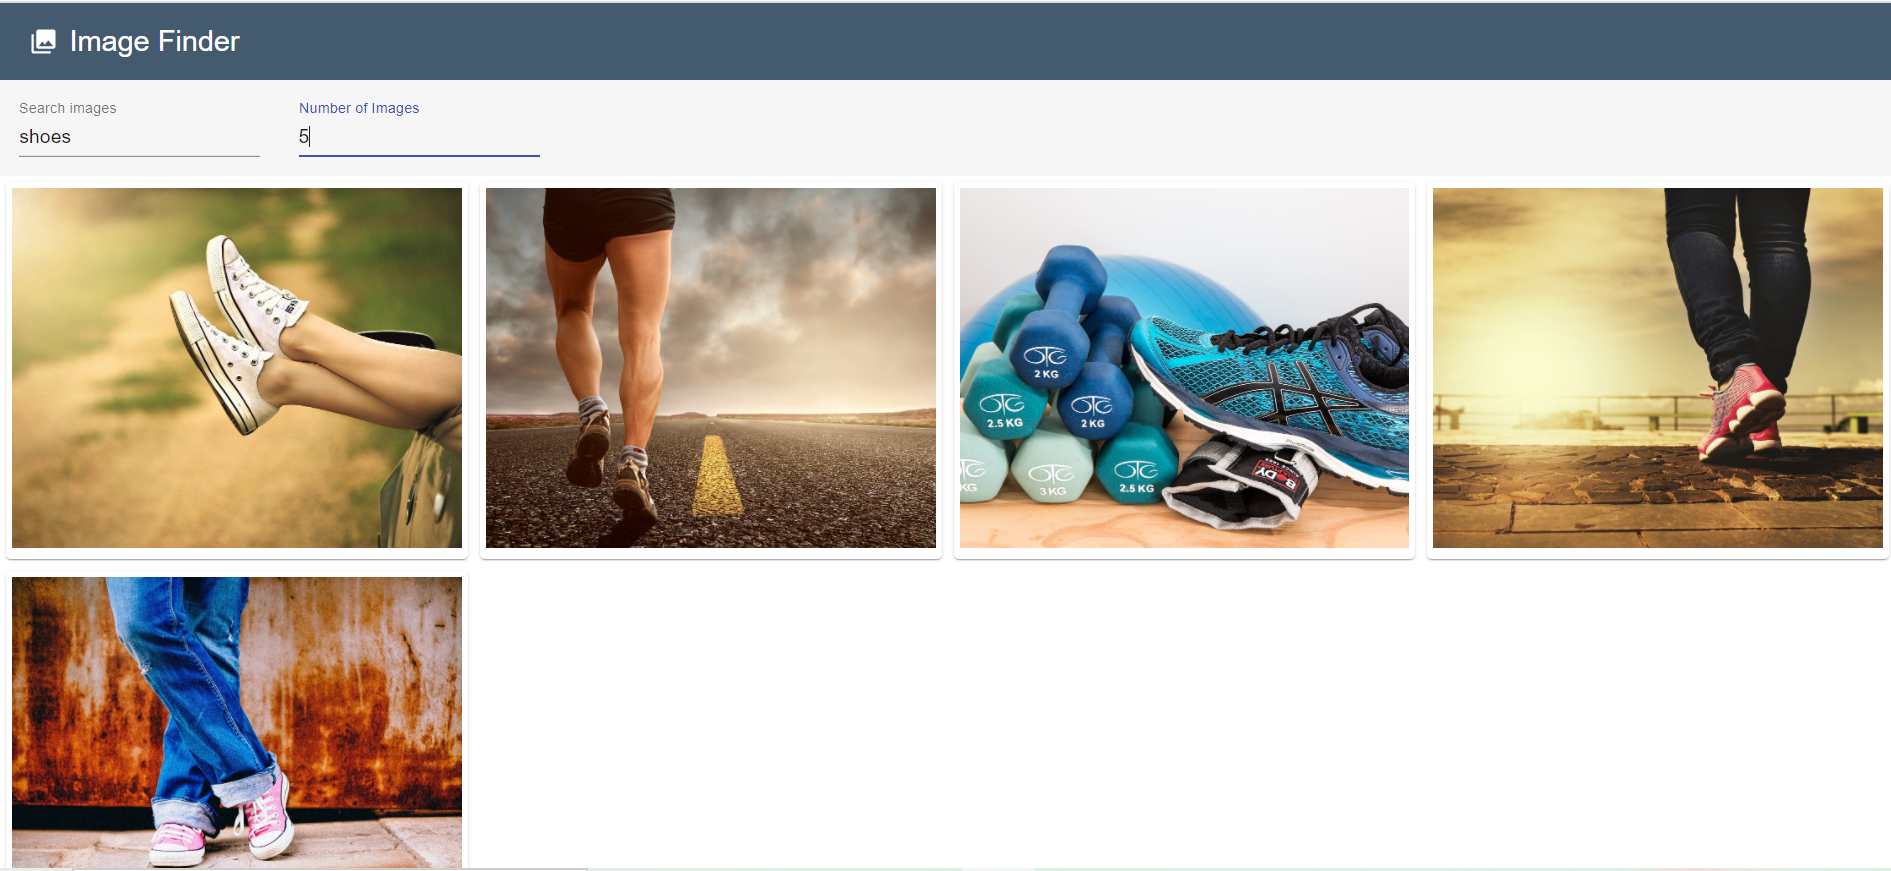 Image Finder
Search images
Number of Images
shoes
5
OTG
2 KG
OTG
2.5 KG
OTG
2 KG
KG
OTG
3 KG
OTG
2.5 KG
BODY